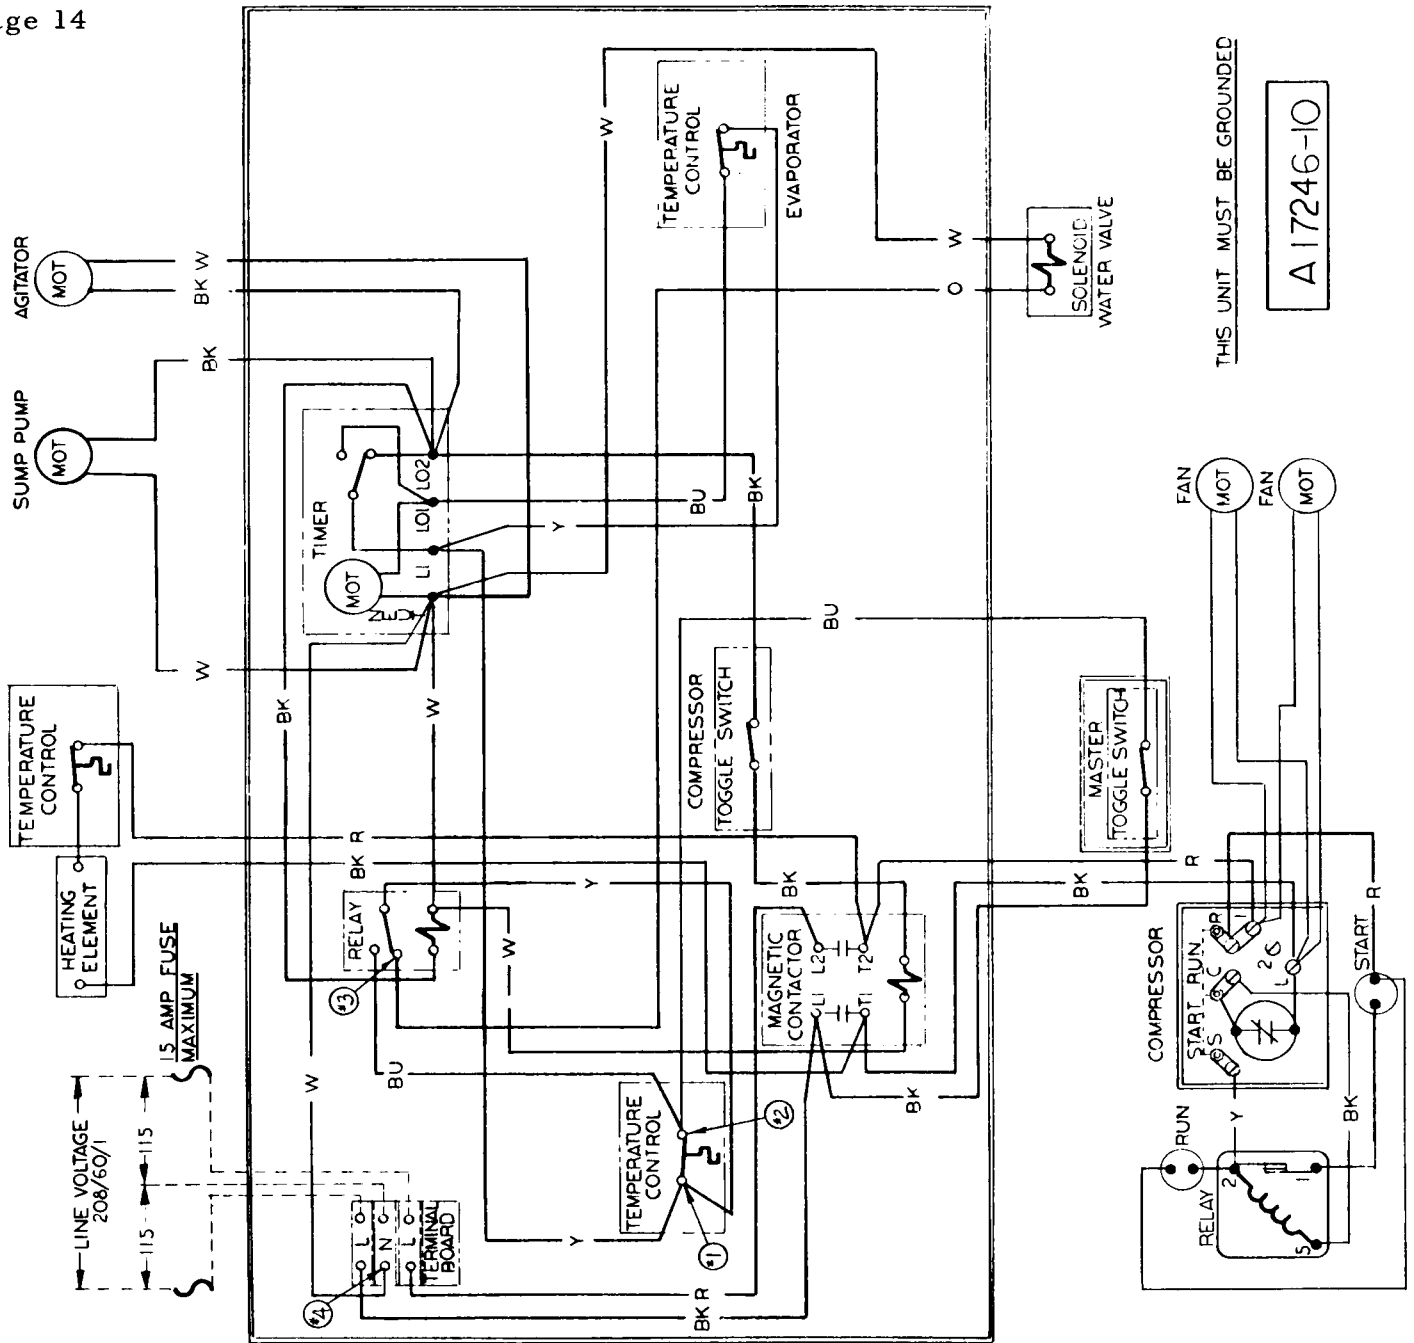 ge 14
AGITATOR
MOT
BK W
SUMP PUMP
MOT
BK
W
TEMPERATURE
CONTROL
HEATING
ELEMENT
15 AMP FUSE
MAXIMUM
LINE VOLTAGE
208/60/1
115
115
TIMER
MOT
NEU
L1
LO1
LO2
TEMPERATURE
CONTROL
EVAPORATOR
W
BU
BK
Y
BK
W
R
BK
RELAY
#3
Y
W
W
BU
COMPRESSOR
TOGGLE SWITCH
BU
O
W
SOLENOID
WATER VALVE
MAGNETIC
CONTACTOR
L1
L2
T1
T2
BK
TEMPERATURE
CONTROL
#1
#2
Y
#4
L
N
L
TERMINAL
BOARD
R
BK
BK
BK
R
MASTER
TOGGLE SWITCH
COMPRESSOR
START RUN
S
C
R
1
2
L
START
R
RUN
RELAY
Y
BK
2
1
5
FAN
MOT
FAN
MOT
THIS UNIT MUST BE GROUNDED
A 17246-10